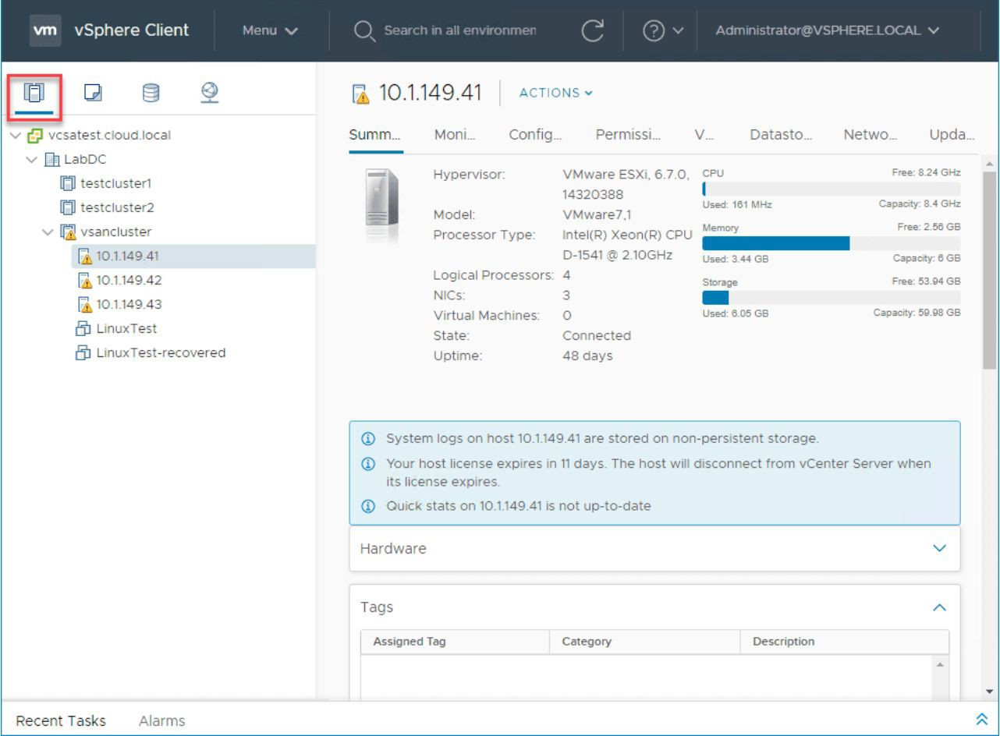 vm vSphere Client Menu Search in all environmen ? Administrator@VSPHERE.LOCAL
vcsatest.cloud.local
LabDC
testcluster1
testcluster2
vsancluster
10.1.149.41
10.1.149.42
10.1.149.43
LinuxTest
LinuxTest-recovered
10.1.149.41 ACTIONS
Summ... Moni... Config... Permissi... V... Datasto... Netwo... Upda...
Hypervisor: VMware ESXi, 6.7.0,
14320388
Model: VMware7,1
Processor Type: Intel(R) Xeon(R) CPU
D-1541 @ 2.10GHz
Logical Processors: 4
NICs: 3
Virtual Machines: 0
State: Connected
Uptime: 48 days
CPU Free: 8.24 GHz
Used: 161 MHz Capacity: 8.4 GHz
Memory Free: 2.56 GB
Used: 3.44 GB Capacity: 6 GB
Storage Free: 53.94 GB
Used: 6.05 GB Capacity: 59.98 GB
System logs on host 10.1.149.41 are stored on non-persistent storage.
Your host license expires in 11 days. The host will disconnect from vCenter Server when
its license expires.
Quick stats on 10.1.149.41 is not up-to-date
Hardware
Tags
Assigned Tag Category Description
Recent Tasks Alarms